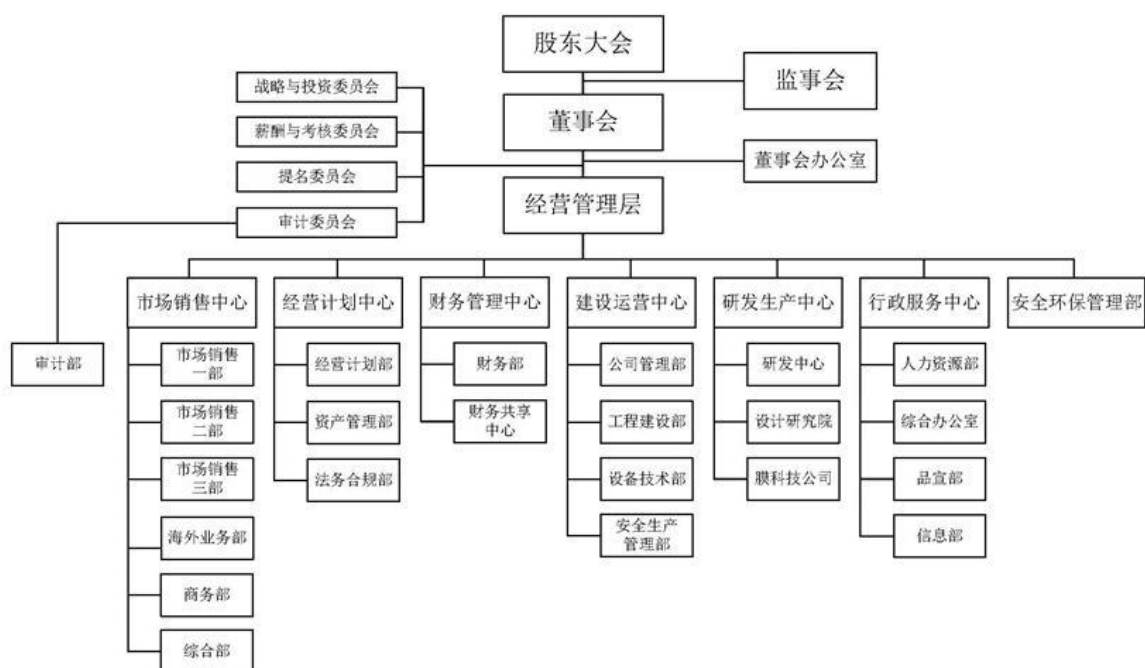 股东大会
监事会
战略与投资委员会
董事会
薪酬与考核委员会
董事会办公室
提名委员会
经营管理层
审计委员会
市场销售中心
经营计划中心
财务管理中心
建设运营中心
研发生产中心
行政服务中心
安全环保管理部
审计部
市场销售
一部
市场销售
二部
市场销售
三部
海外业务部
商务部
综合部
经营计划部
资产管理部
法务合规部
财务部
财务共享
中心
公司管理部
工程建设部
设备技术部
安全生产
管理部
研发中心
设计研究院
膜科技公司
人力资源部
综合办公室
品宣部
信息部